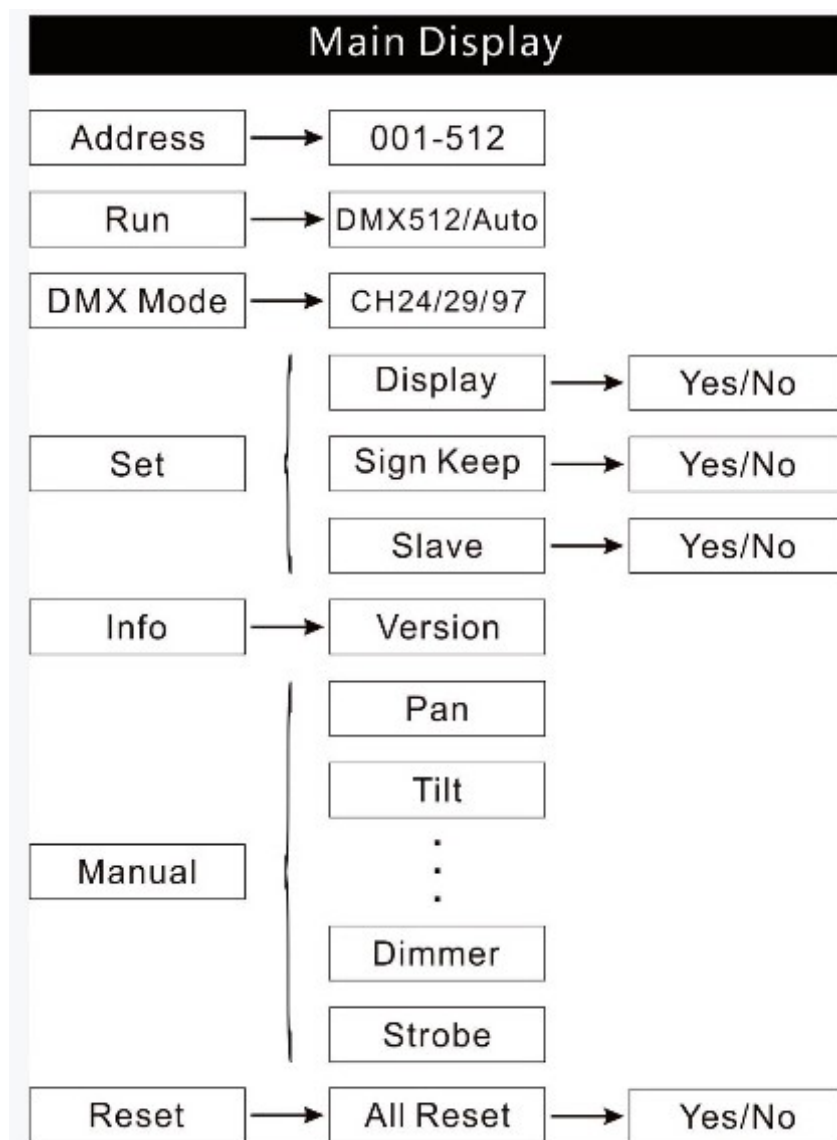 Main Display
Address 001-512
Run DMX512/Auto
DMX Mode CH24/29/97
Display Yes/No
Set Sign Keep Yes/No
Slave Yes/No
Info Version
Pan
Tilt
Manual
Dimmer
Strobe
Reset All Reset Yes/No